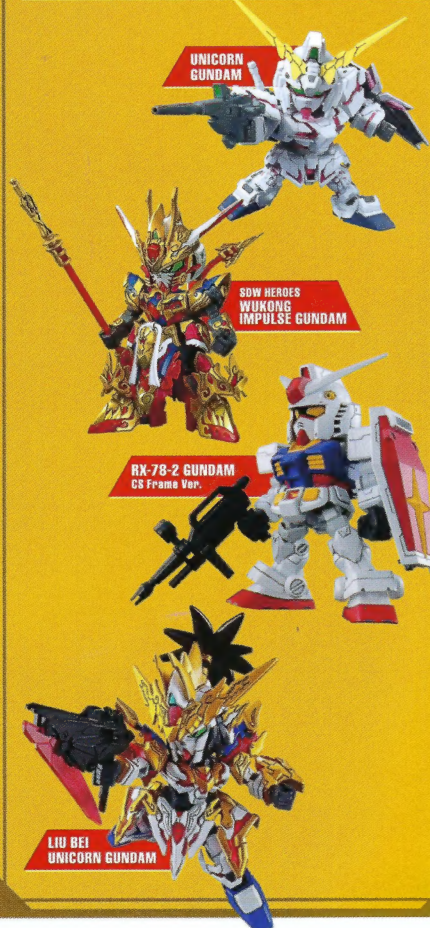 UNICORN
GUNDAM
SDW HEROES
WUKONG
IMPULSE GUNDAM
RX-78-2 GUNDAM
CS Frame Ver.
LIU BEI
UNICORN GUNDAM